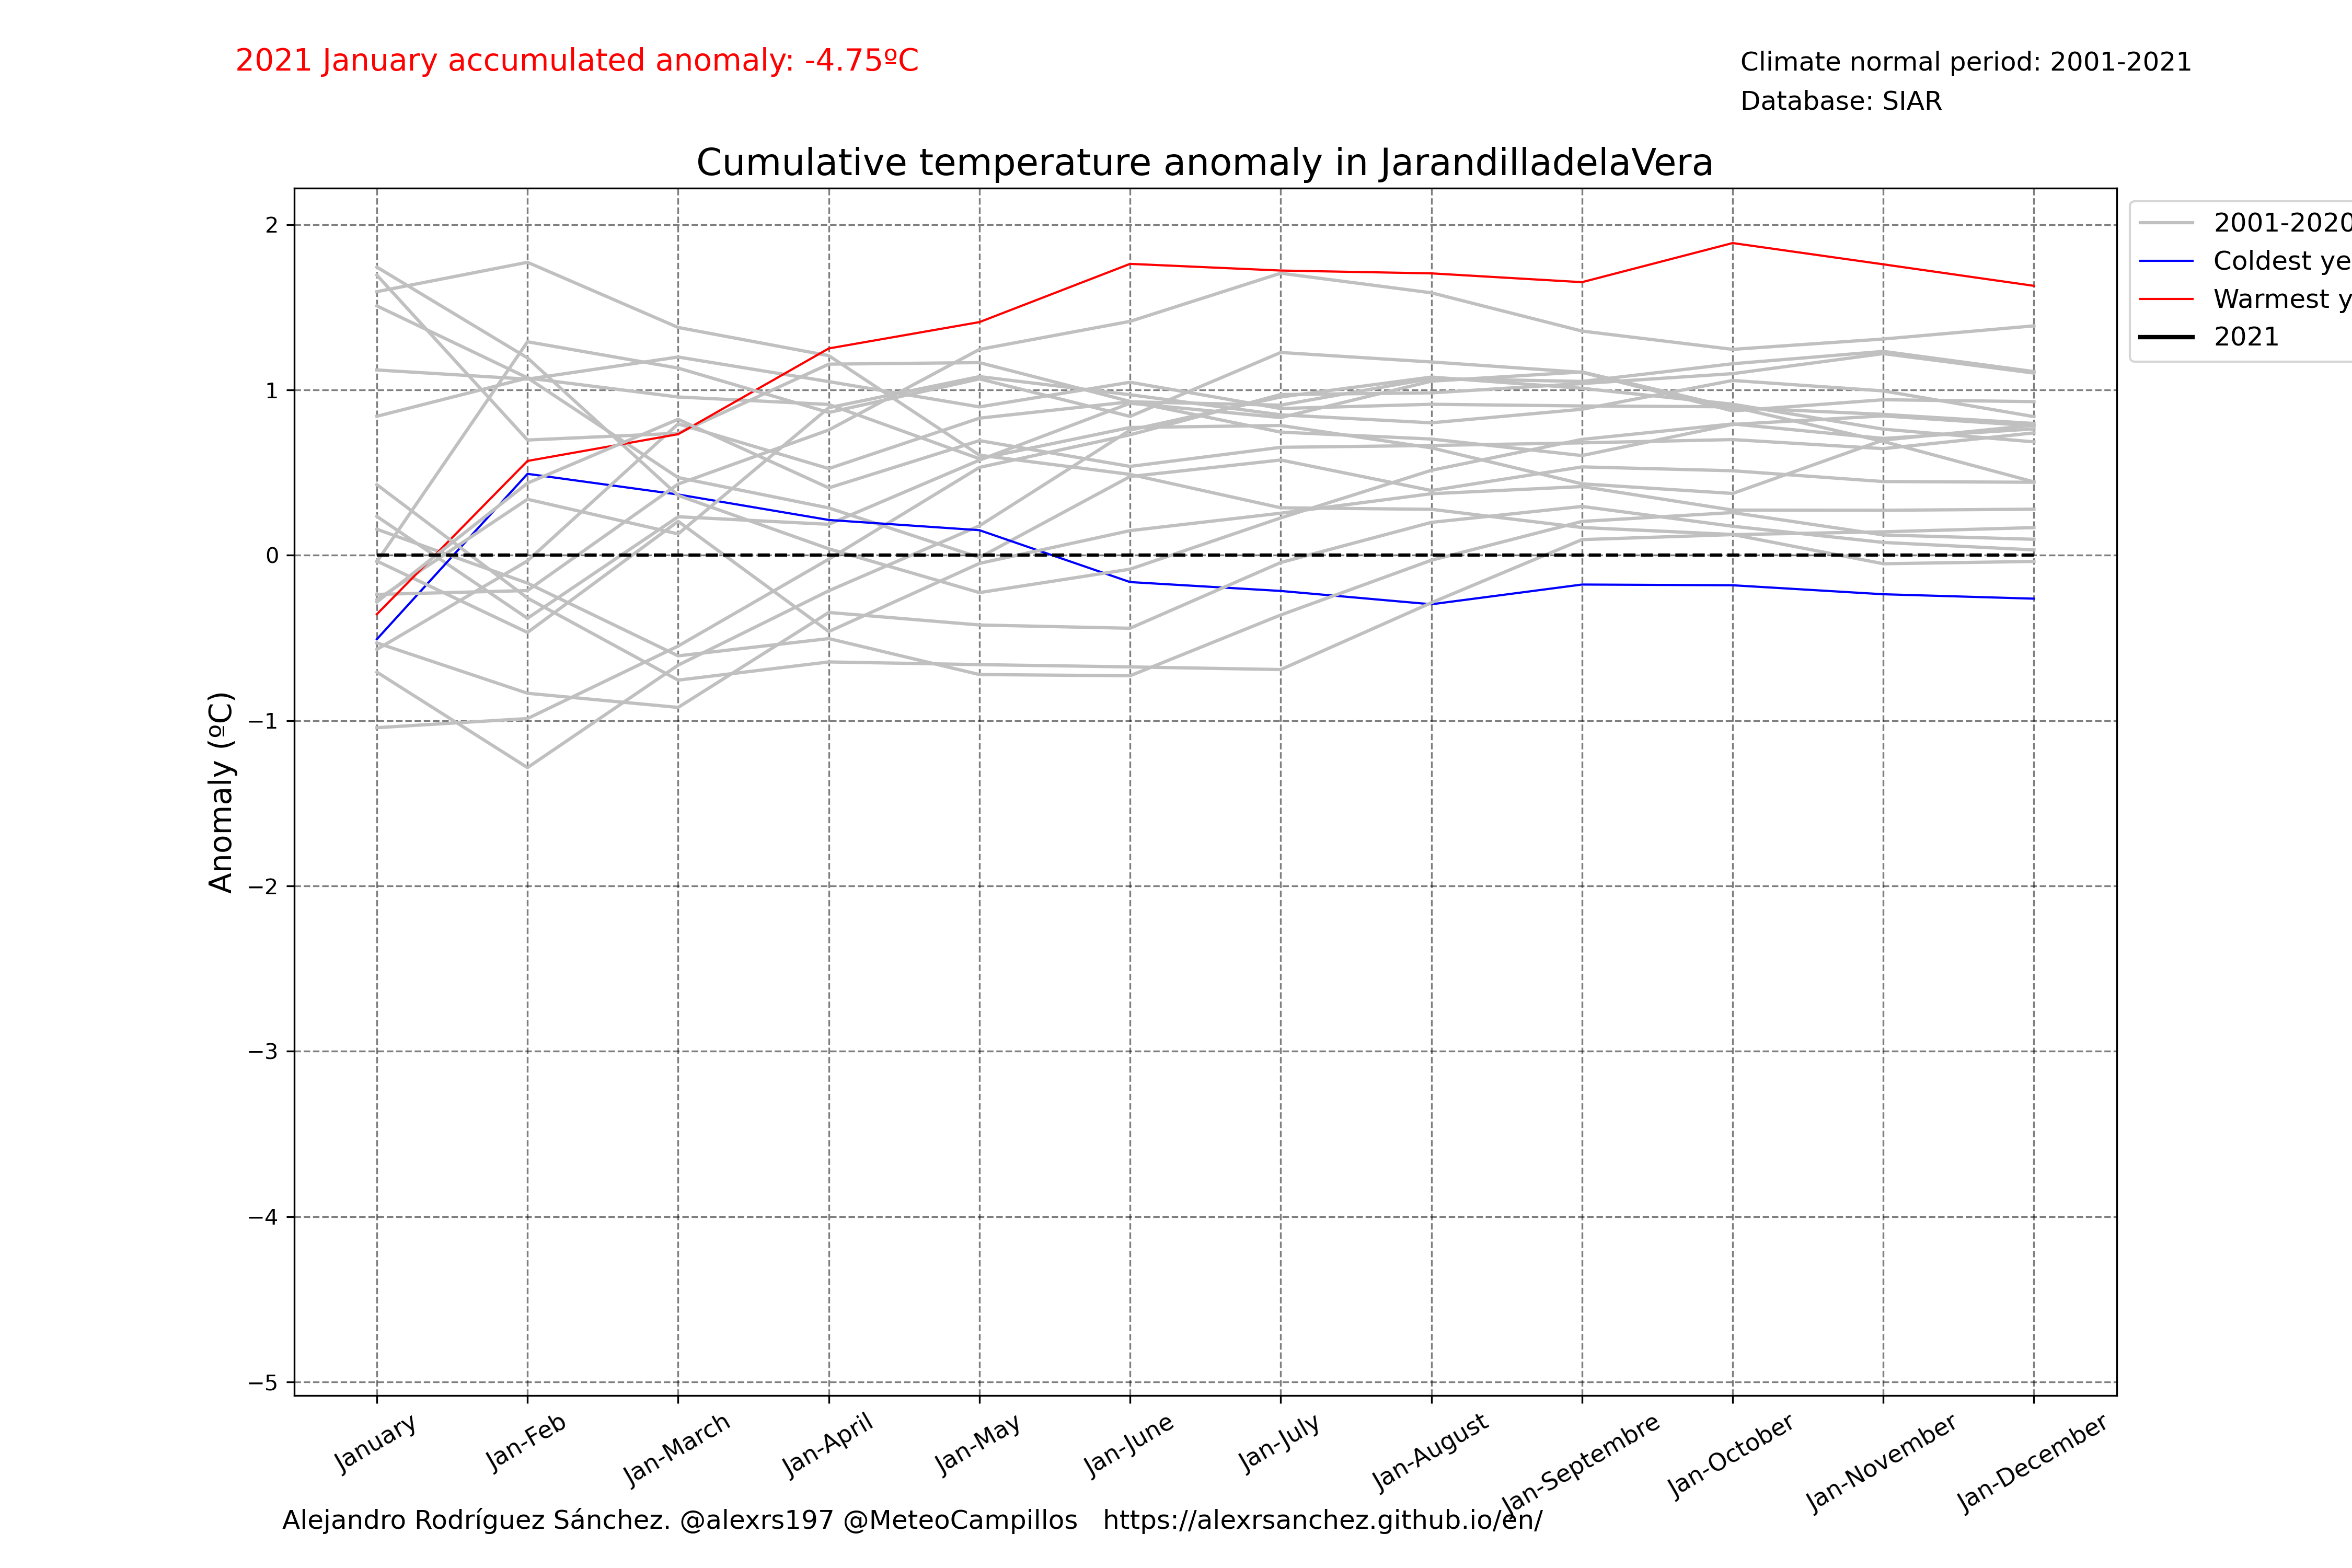 2021 January accumulated anomaly: -4.75ºC
Climate normal period: 2001-2021
Database: SIAR
Cumulative temperature anomaly in JarandilladelaVera
2001-2020
Coldest ye
Warmest y
2021
Anomaly (ºC)
2
1
0
−1
−2
−3
−4
−5
January
Jan-Feb
Jan-March
Jan-April
Jan-May
Jan-June
Jan-July
Jan-August
Jan-Septembre
Jan-October
Jan-November
Jan-December
Alejandro Rodríguez Sánchez. @alexrs197 @MeteoCampillos https://alexrsanchez.github.io/en/